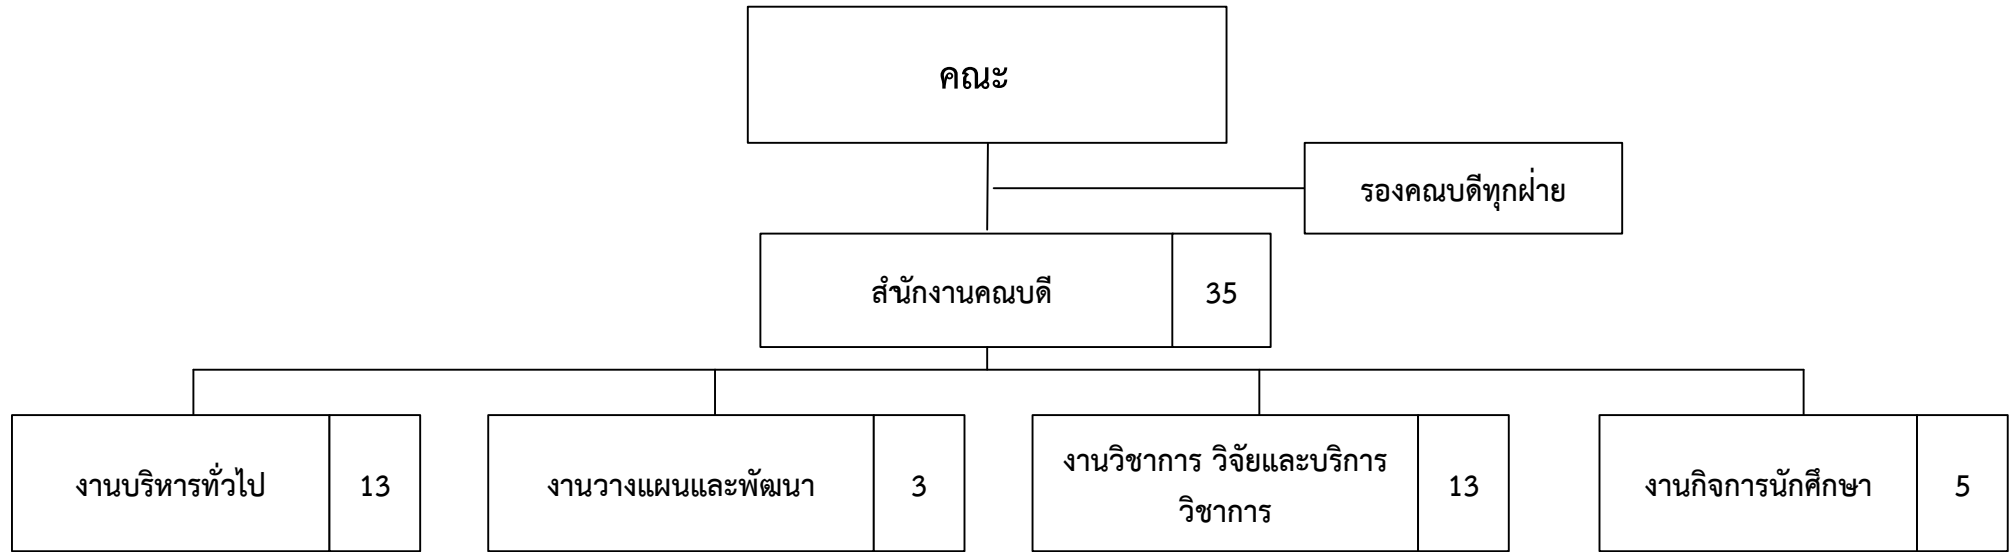 คณะ
รองคณบดีทุกฝ่าย
สำนักงานคณบดี 35
งานบริหารทั่วไป 13
งานวางแผนและพัฒนา 3
งานวิชาการ วิจัยและบริการ
วิชาการ 13
งานกิจการนักศึกษา 5